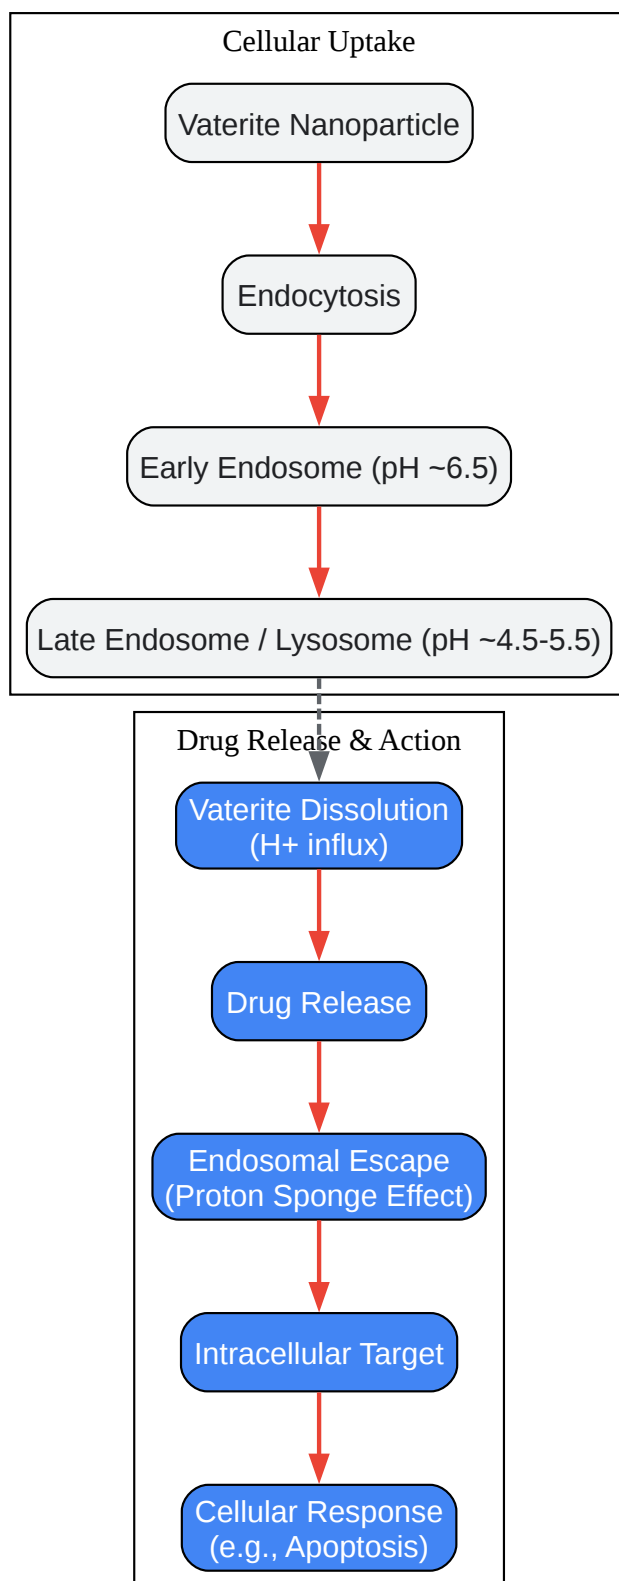 Cellular Uptake
Vaterite Nanoparticle
Endocytosis
Early Endosome (pH ~6.5)
Late Endosome / Lysosome (pH ~4.5-5.5)
Drug Release & Action
Vaterite Dissolution
(H+ influx)
Drug Release
Endosomal Escape
(Proton Sponge Effect)
Intracellular Target
Cellular Response
(e.g., Apoptosis)